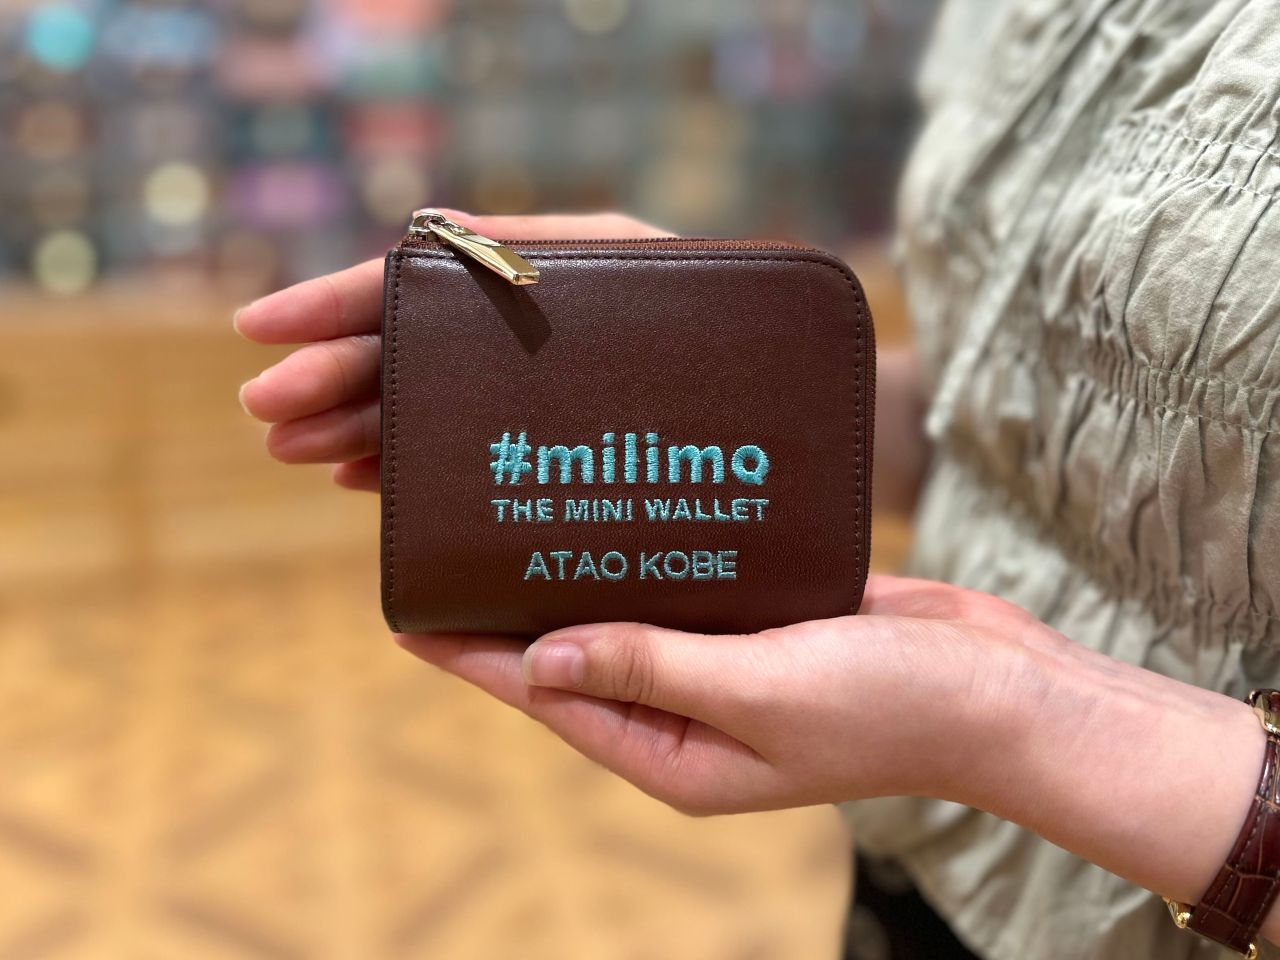 #milimo
THE MINI WALLET
ATAO KOBE